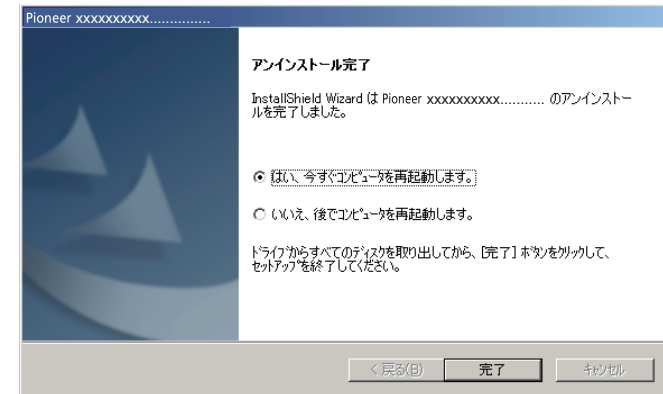 Pioneer xxxxxxxxxx...............
アンインストール完了
InstallShield Wizard は Pioneer xxxxxxxxxx........... のアンインストー
ルを完了しました。
はい、今すぐコンピュータを再起動します。
いいえ、後でコンピュータを再起動します。
ドライブからすべてのディスクを取り出してから、[完了] ボタンをクリックして、
セットアップを終了してください。
< 戻る(B)
完了
キャンセル